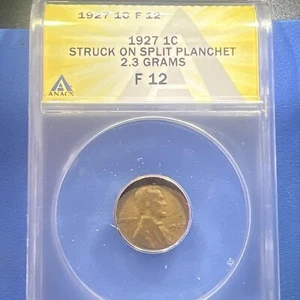 1927 1C F 12
1927 1C
STRUCK ON SPLIT PLANCHET
2.3 GRAMS
F 12
ANACS